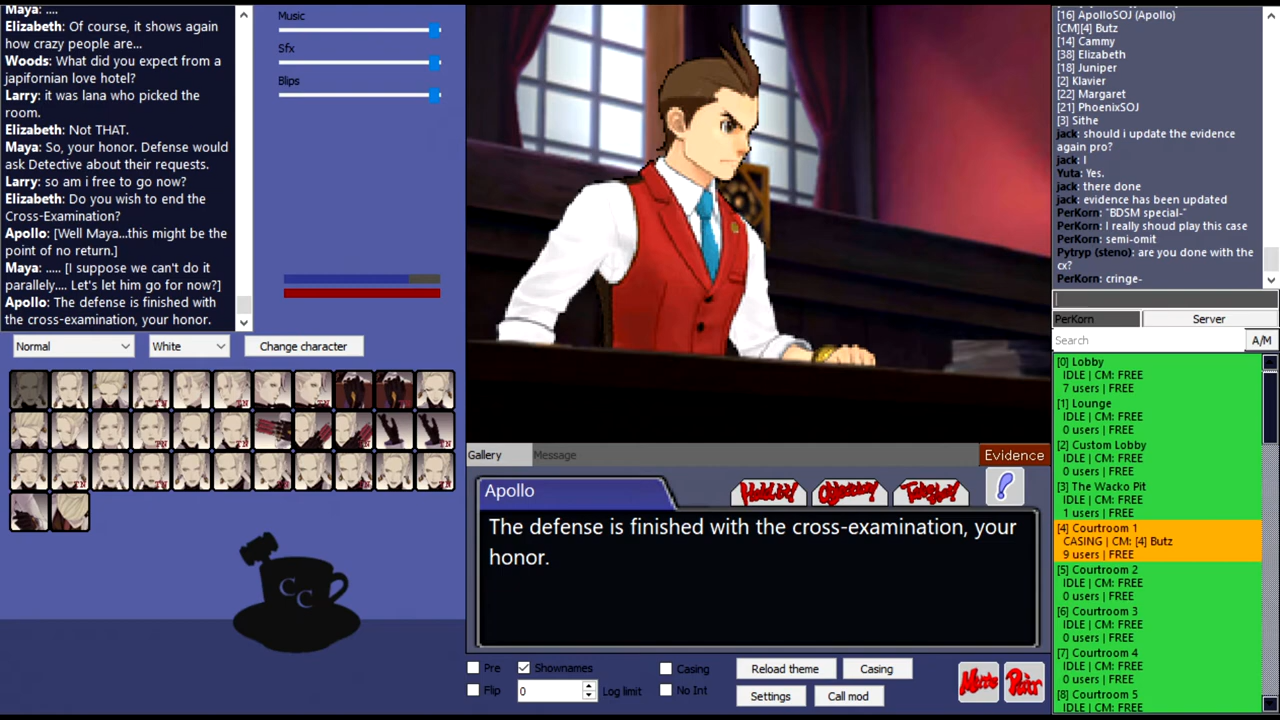 Maya: ....
Elizabeth: Of course, it shows again
how crazy people are...
Woods: What did you expect from a
japifornian love hotel?
Larry: it was lana who picked the
room.
Elizabeth: Not THAT.
Maya: So, your honor. Defense would
ask Detective about their requests.
Larry: so am i free to go now?
Elizabeth: Do you wish to end the
Cross-Examination?
Apollo: [Well Maya...this might be the
point of no return.]
Maya: ..... [I suppose we can't do it
parallely.... Let's let him go for now?]
Apollo: The defense is finished with
the cross-examination, your honor.
Normal
White
Change character
TN
TN
TN
TN
TN
TN
TN
CC
Music
Sfx
Blips
Gallery
Message
Evidence
Apollo
Hold it!
Objection!
Take that!
!
The defense is finished with the cross-examination, your
honor.
Pre
Shownames
Casing
Reload theme
Casing
Flip
0
Log limit
No Int
Settings
Call mod
Mute
Pair
[16] ApolloSOJ (Apollo)
[CM][4] Butz
[14] Cammy
[38] Elizabeth
[18] Juniper
[2] Klavier
[22] Margaret
[21] PhoenixSOJ
[3] Sithe
jack: should i update the evidence
again pro?
jack: I
Yuta: Yes.
jack: there done
jack: evidence has been updated
PerKorn: "BDSM special-"
PerKorn: I really shoud play this case
PerKorn: semi-omit
Pytryp (steno): are you done with the
cx?
PerKorn: cringe-
PerKorn
Server
Search
A/M
[0] Lobby
IDLE | CM: FREE
7 users | FREE
[1] Lounge
IDLE | CM: FREE
0 users | FREE
[2] Custom Lobby
IDLE | CM: FREE
0 users | FREE
[3] The Wacko Pit
IDLE | CM: FREE
1 users | FREE
[4] Courtroom 1
CASING | CM: [4] Butz
9 users | FREE
[5] Courtroom 2
IDLE | CM: FREE
0 users | FREE
[6] Courtroom 3
IDLE | CM: FREE
0 users | FREE
[7] Courtroom 4
IDLE | CM: FREE
0 users | FREE
[8] Courtroom 5
IDLE | CM: FREE